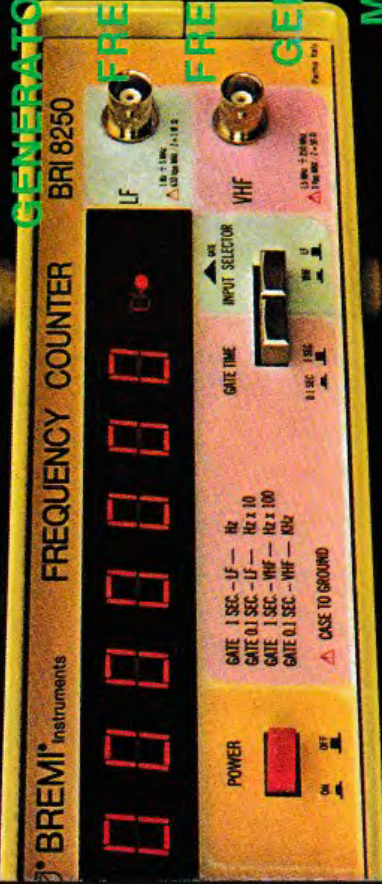 BREMI Instruments
FREQUENCY COUNTER
BRI 8250
0000000
LF
VHF
POWER
ON OFF
GATE 1 SEC. - LF - Hz
GATE 0.1 SEC. - LF - Hz x 10
GATE 1 SEC. - VHF - Hz x 100
GATE 0.1 SEC. - VHF - KHz
CASE TO GROUND
GATE TIME
0.1 SEC 1 SEC
INPUT SELECTOR
LF
GENERATO
FRE
FRE
GE
M